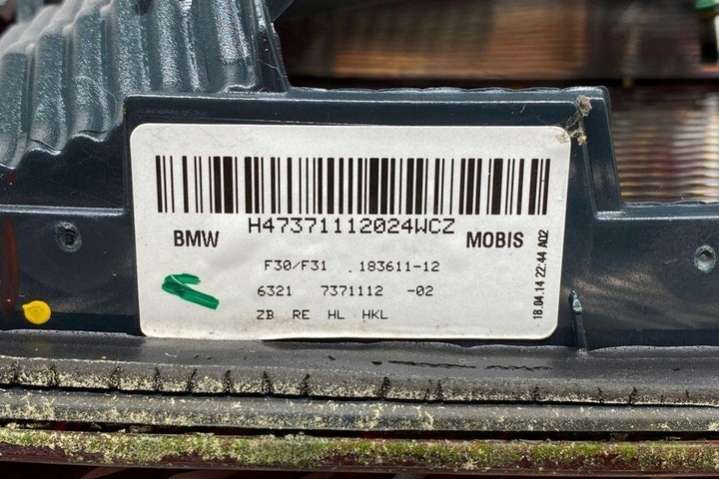 H47371112024WCZ
BMW MOBIS
F30/F31 .183611-12
6321 7371112 -02
ZB RE HL HKL
18.04.14 22:44 A02